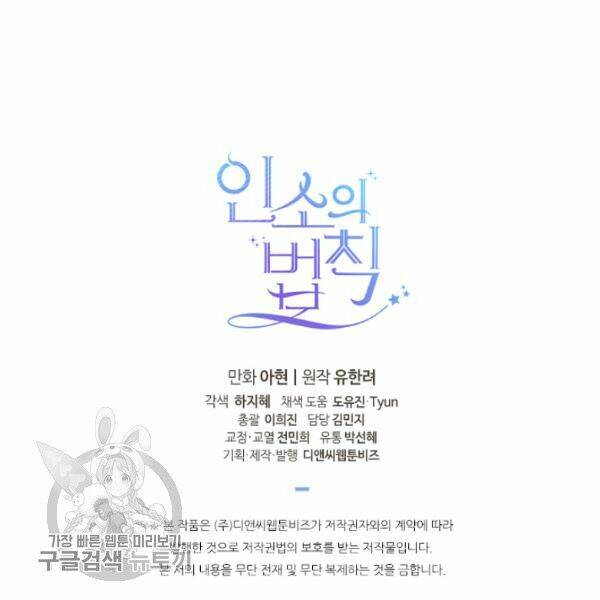 인소의
법칙
만화 아현 | 원작 유한려
각색 하지혜 채색 도움 도유진·Tyun
총괄 이희진 담당 김민지
교정·교열 전민희 유통 박선혜
기획·제작·발행 디앤씨웹툰비즈
※ 본 작품은 (주)디앤씨웹툰비즈가 저작권자와의 계약에 따라
발행한 것으로 저작권법의 보호를 받는 저작물입니다.
본 저의 내용을 무단 전재 및 무단 복제하는 것을 금합니다.
가장 빠른 웹툰 미리보기
구글검색 뉴토끼